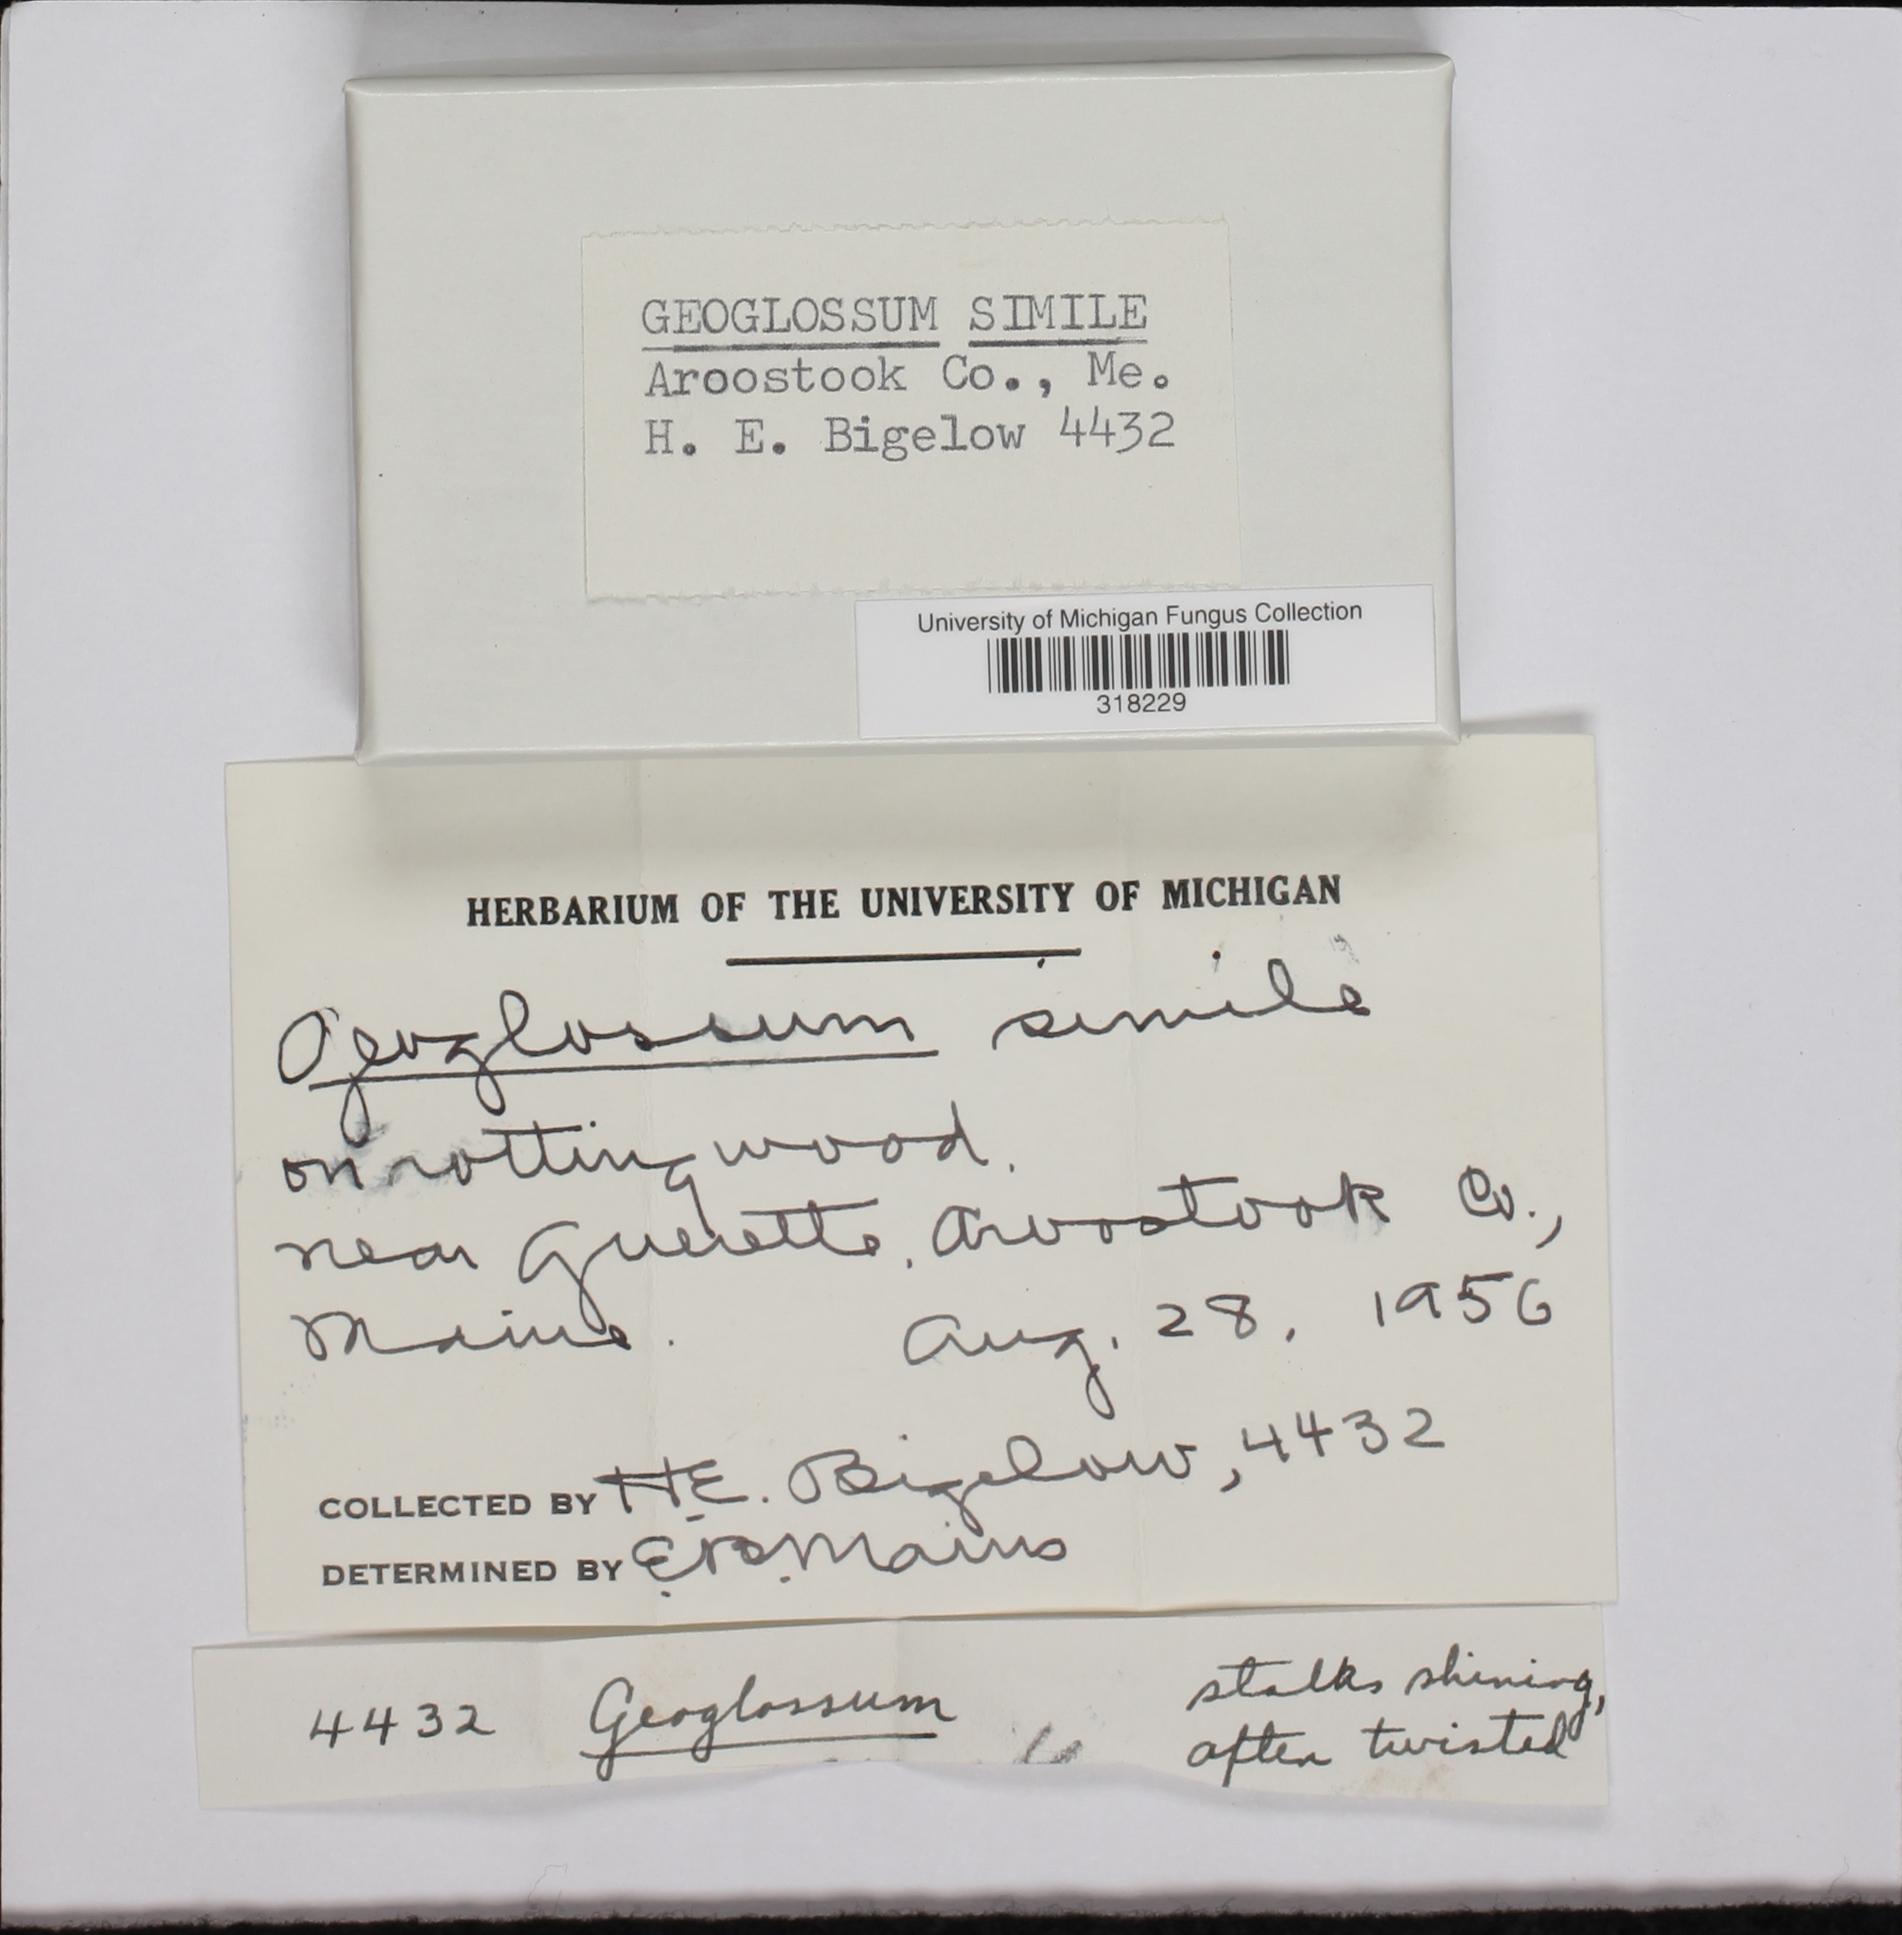 GEOGLOSSUM SIMILE
Aroostook Co., Me.
H. E. Bigelow 4432
University of Michigan Fungus Collection
318229
HERBARIUM OF THE UNIVERSITY OF MICHIGAN
Geoglossum simile
on rotting wood.
near Guerette, Aroostook Co.,
Maine. Aug. 28, 1956
COLLECTED BY H.E. Bigelow, 4432
DETERMINED BY E.B. Mains
4432 Geoglossum stalks shining,
often twisted